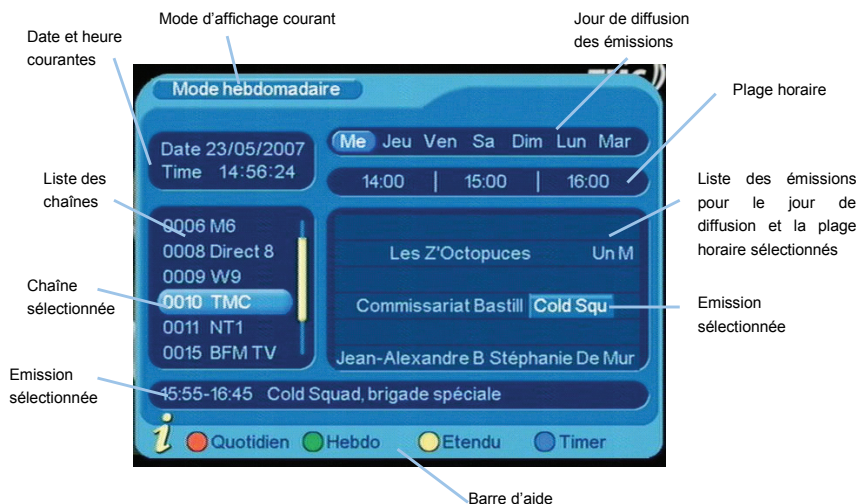 Mode d'affichage courant
Date et heure
courantes
Jour de diffusion
des émissions
Plage horaire
Mode hebdomadaire
Date 23/05/2007
Time 14:56:24
Me Jeu Ven Sa Dim Lun Mar
14:00 | 15:00 | 16:00
Liste des
chaînes
Chaîne
sélectionnée
Emission
sélectionnée
0006 M6
0008 Direct 8
0009 W9
0010 TMC
0011 NT1
0015 BFM TV
Les Z'Octopuces Un M
Commissariat Bastill Cold Squ
Jean-Alexandre B Stéphanie De Mur
Liste des émissions
pour le jour de
diffusion et la plage
horaire sélectionnés
Emission
sélectionnée
15:55-16:45 Cold Squad, brigade spéciale
i Quotidien Hebdo Etendu Timer
Barre d'aide